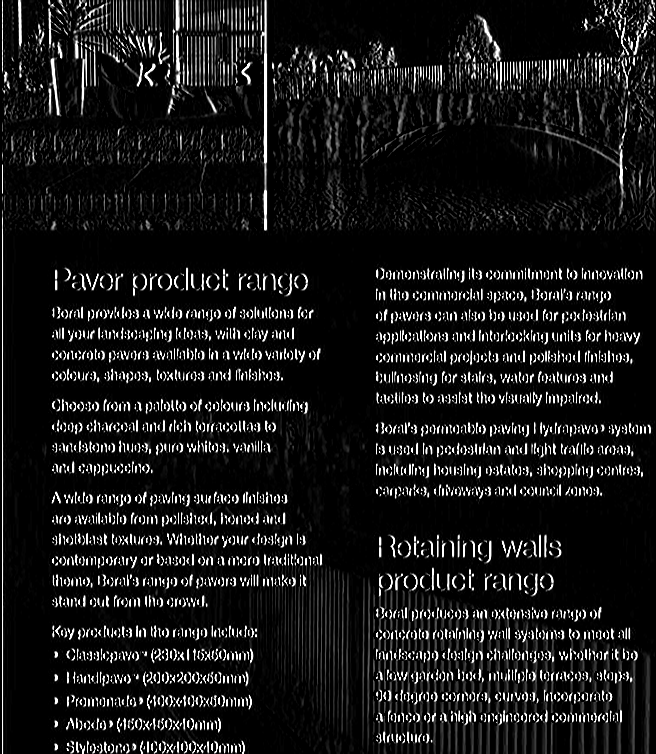 Paver product range
Boral provides a wide range of solutions for
all your landscaping ideas, with clay and
concrete pavers available in a wide variety of
colours, shapes, textures and finishes.
Choose from a palette of colours including
deep charcoal and rich terracottas to
sandstone hues, pure whites, vanilla
and cappuccino.
A wide range of paving surface finishes
are available from polished, honed and
shotblast textures. Whether your design is
contemporary or based on a more traditional
theme, Boral's range of pavers will make it
stand out from the crowd.
Key products in the range include:
› Classicpave™ (230x115x50mm)
› Handipave™ (200x200x50mm)
› Promenade® (400x400x50mm)
› Abode® (450x450x40mm)
› Stylestone® (400x400x40mm)
Demonstrating its commitment to innovation
in the commercial space, Boral's range
of pavers can also be used for pedestrian
applications and interlocking units for heavy
commercial projects and polished finishes,
bullnosing for stairs, water features and
tactiles to assist the visually impaired.
Boral's permeable paving Hydrapave® system
is used in pedestrian and light traffic areas,
including housing estates, shopping centres,
carparks, driveways and council zones.
Retaining walls
product range
Boral produces an extensive range of
concrete retaining wall systems to meet all
landscape design challenges, whether it be
a low garden bed, multiple terraces, steps,
90 degree corners, curves, incorporate
a fence or a high engineered commercial
structure.